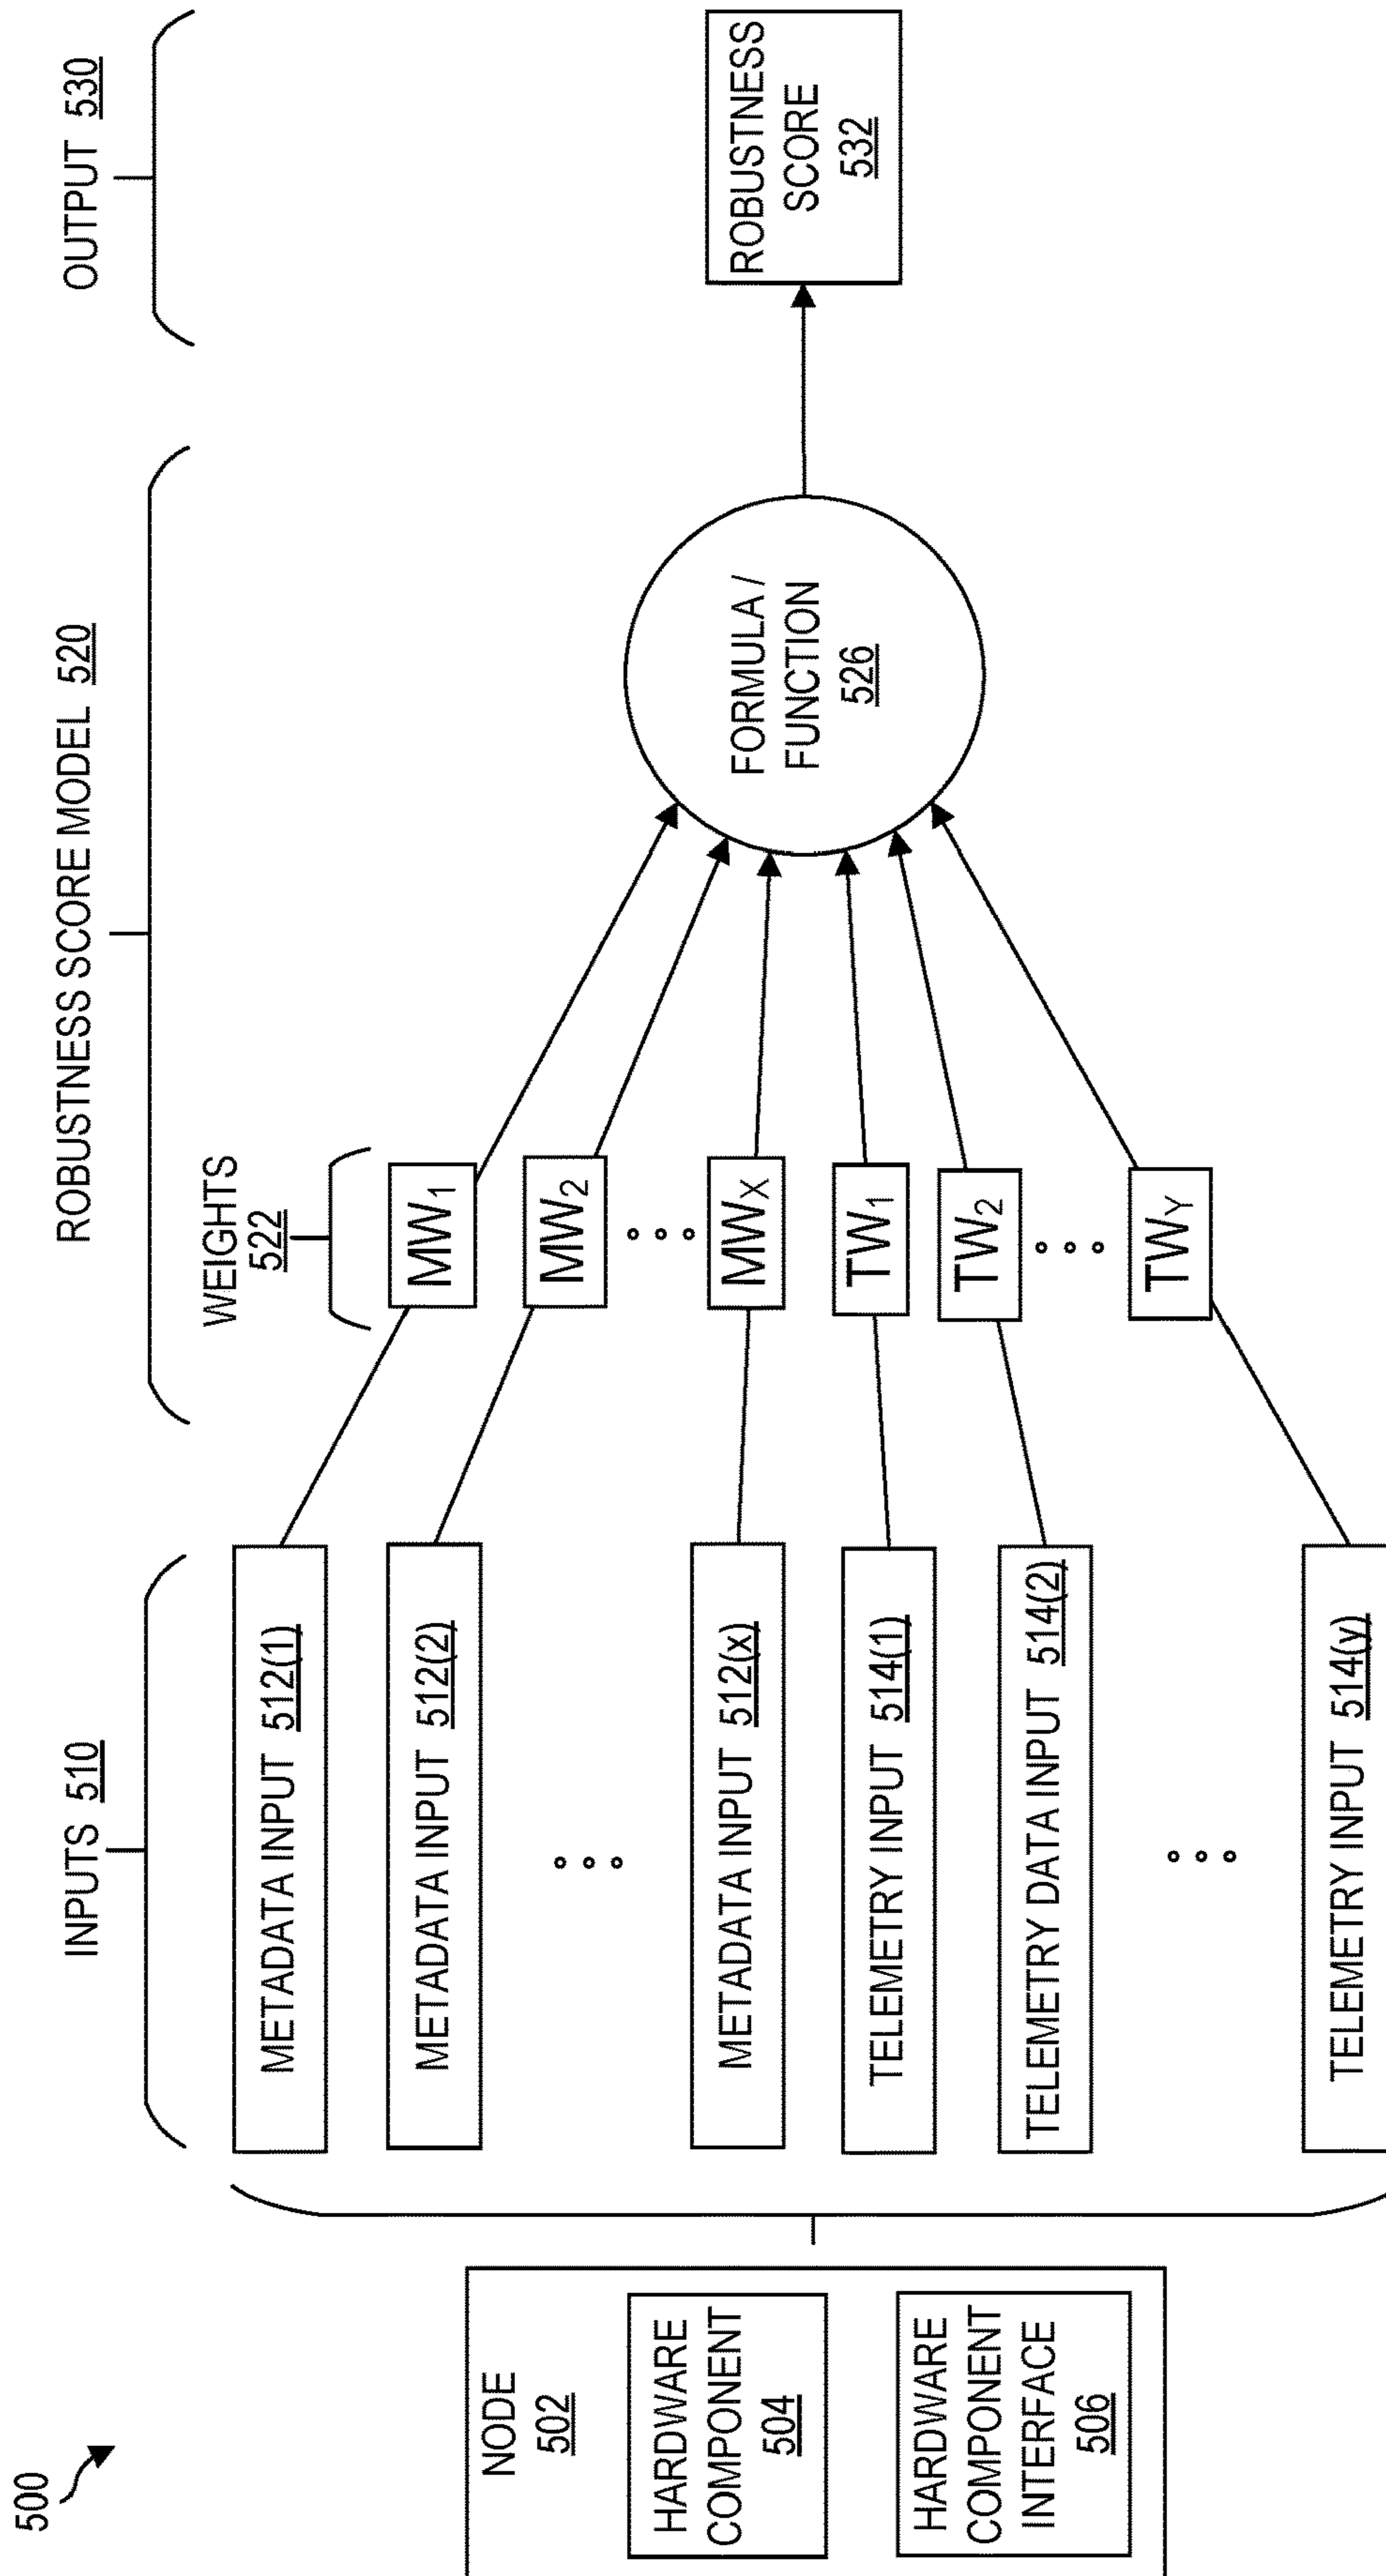 500
NODE
502
HARDWARE
COMPONENT
504
HARDWARE
COMPONENT
INTERFACE
506
INPUTS 510
METADATA INPUT 512(1)
METADATA INPUT 512(2)
METADATA INPUT 512(x)
TELEMETRY INPUT 514(1)
TELEMETRY DATA INPUT 514(2)
TELEMETRY INPUT 514(y)
ROBUSTNESS SCORE MODEL 520
WEIGHTS
522
MW1
MW2
MWX
TW1
TW2
TWY
FORMULA /
FUNCTION
526
OUTPUT 530
ROBUSTNESS
SCORE
532